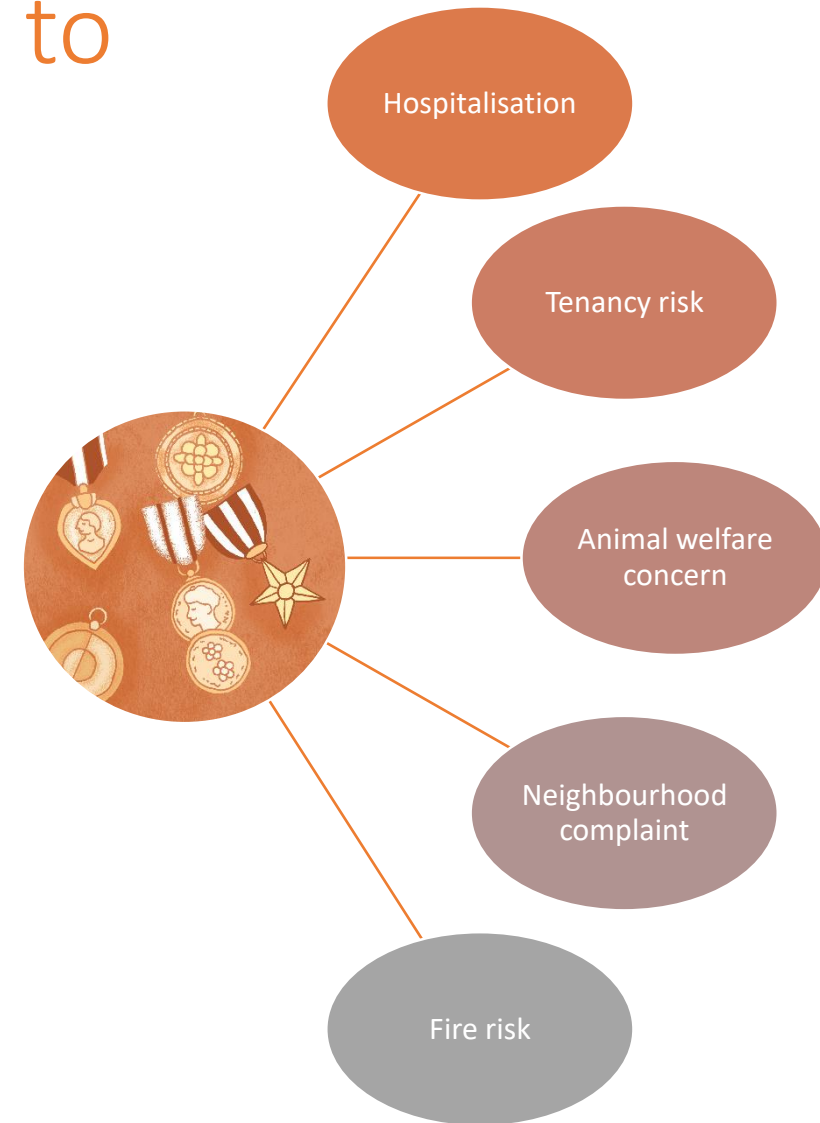 to
Hospitalisation
Tenancy risk
Animal welfare
concern
Neighbourhood
complaint
Fire risk